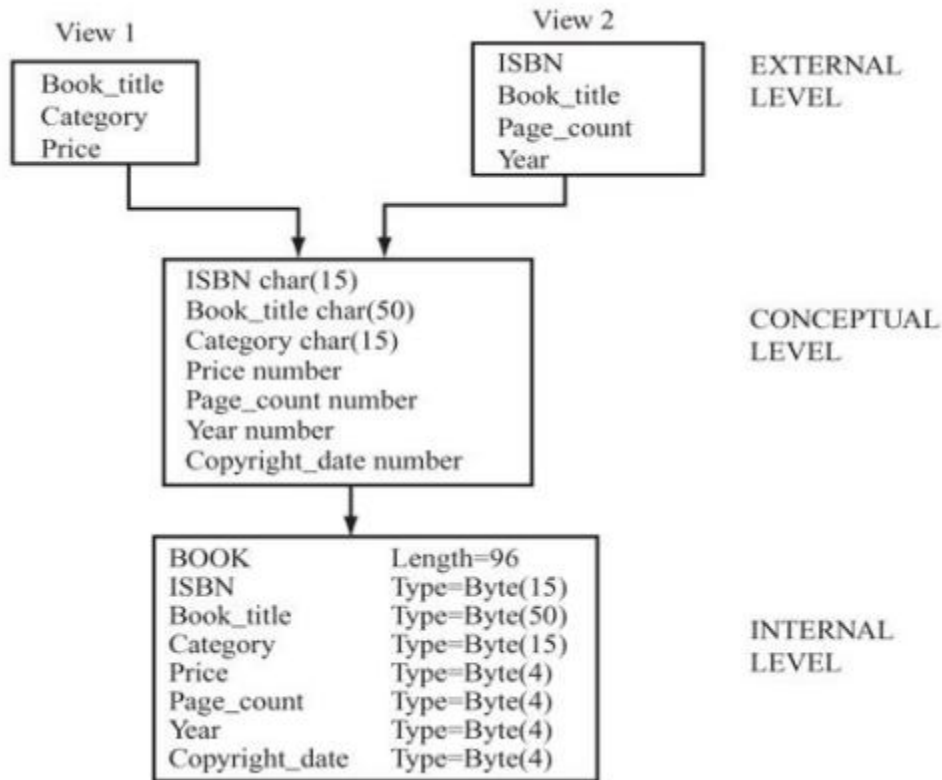 View 1
Book_title
Category
Price
View 2
ISBN
Book_title
Page_count
Year
EXTERNAL
LEVEL
ISBN char(15)
Book_title char(50)
Category char(15)
Price number
Page_count number
Year number
Copyright_date number
CONCEPTUAL
LEVEL
BOOK Length=96
ISBN Type=Byte(15)
Book_title Type=Byte(50)
Category Type=Byte(15)
Price Type=Byte(4)
Page_count Type=Byte(4)
Year Type=Byte(4)
Copyright_date Type=Byte(4)
INTERNAL
LEVEL